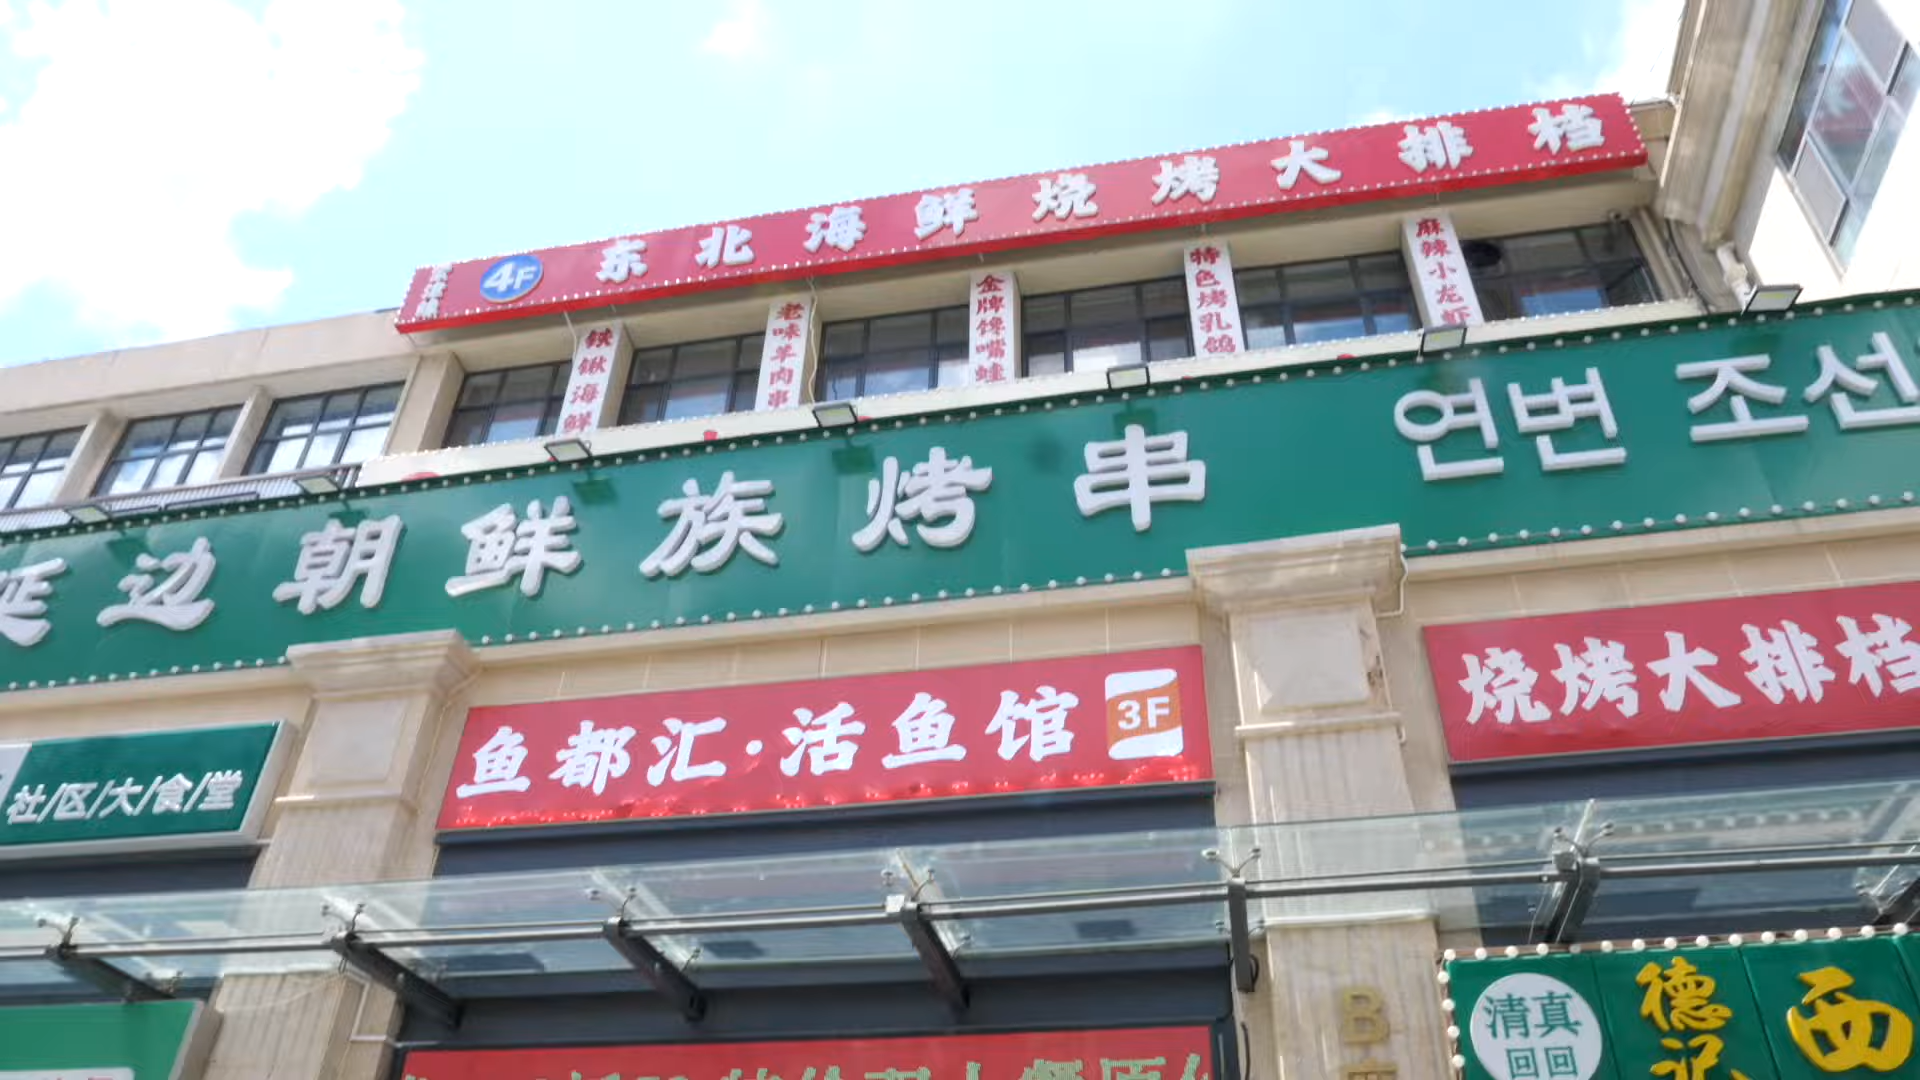 4F 东北海鲜烧烤大排档
铁锹海鲜
老味羊肉串
金牌馋嘴蛙
特色烤乳鸽
麻辣小龙虾
延边朝鲜族烤串 연변 조선
鱼都汇·活鱼馆 3F
烧烤大排档
社/区/大/食/堂
清真
回回
德记
西
B